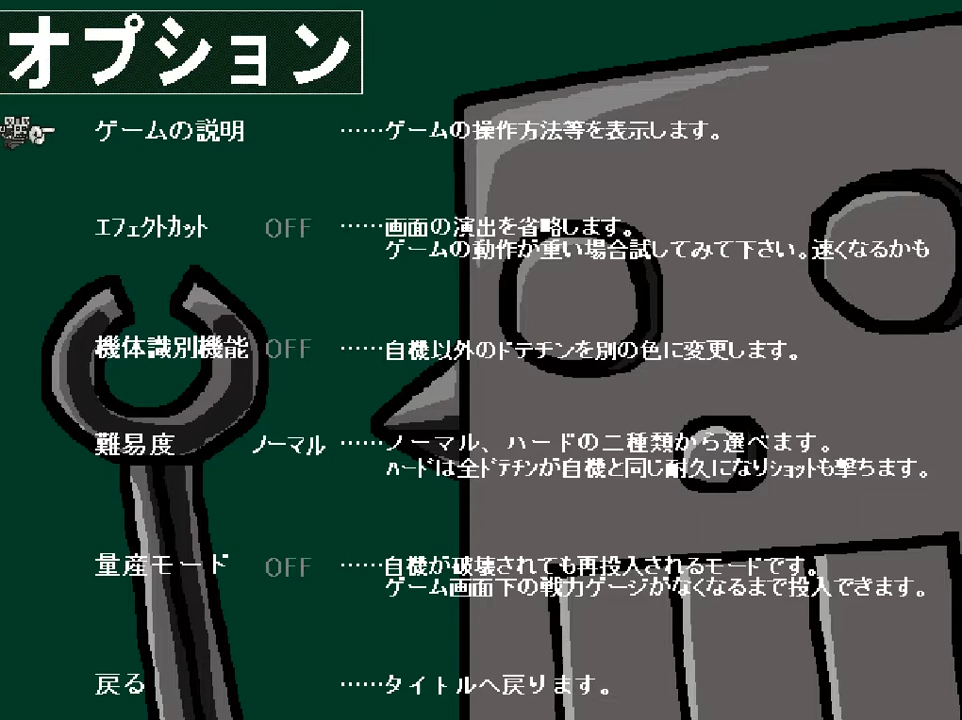 オプション
ゲームの説明 ……ゲームの操作方法等を表示します。
エフェクトカット OFF ……画面の演出を省略します。
ゲームの動作が重い場合試してみて下さい。速くなるかも
機体識別機能 OFF ……自機以外のドテチンを別の色に変更します。
難易度 ノーマル ……ノーマル、ハードの二種類から選べます。
ハードは全ドテチンが自機と同じ耐久になりショットも撃ちます。
量産モード OFF ……自機が破壊されても再投入されるモードです。
ゲーム画面下の戦力ゲージがなくなるまで投入できます。
戻る ……タイトルへ戻ります。